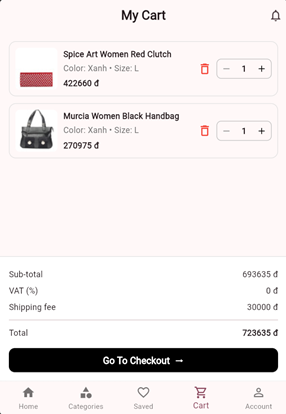 My Cart
Spice Art Women Red Clutch
Color: Xanh • Size: L
422660 đ
1
Murcia Women Black Handbag
Color: Xanh • Size: L
270975 đ
1
Sub-total 693635 đ
VAT (%) 0 đ
Shipping fee 30000 đ
Total 723635 đ
Go To Checkout →
Home Categories Saved Cart Account